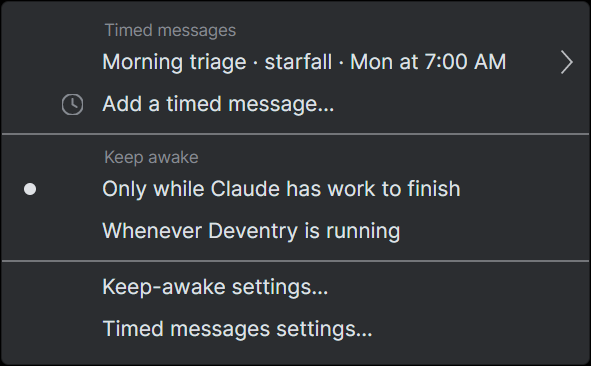 Timed messages
Morning triage · starfall · Mon at 7:00 AM
Add a timed message...
Keep awake
Only while Claude has work to finish
Whenever Deventry is running
Keep-awake settings...
Timed messages settings...